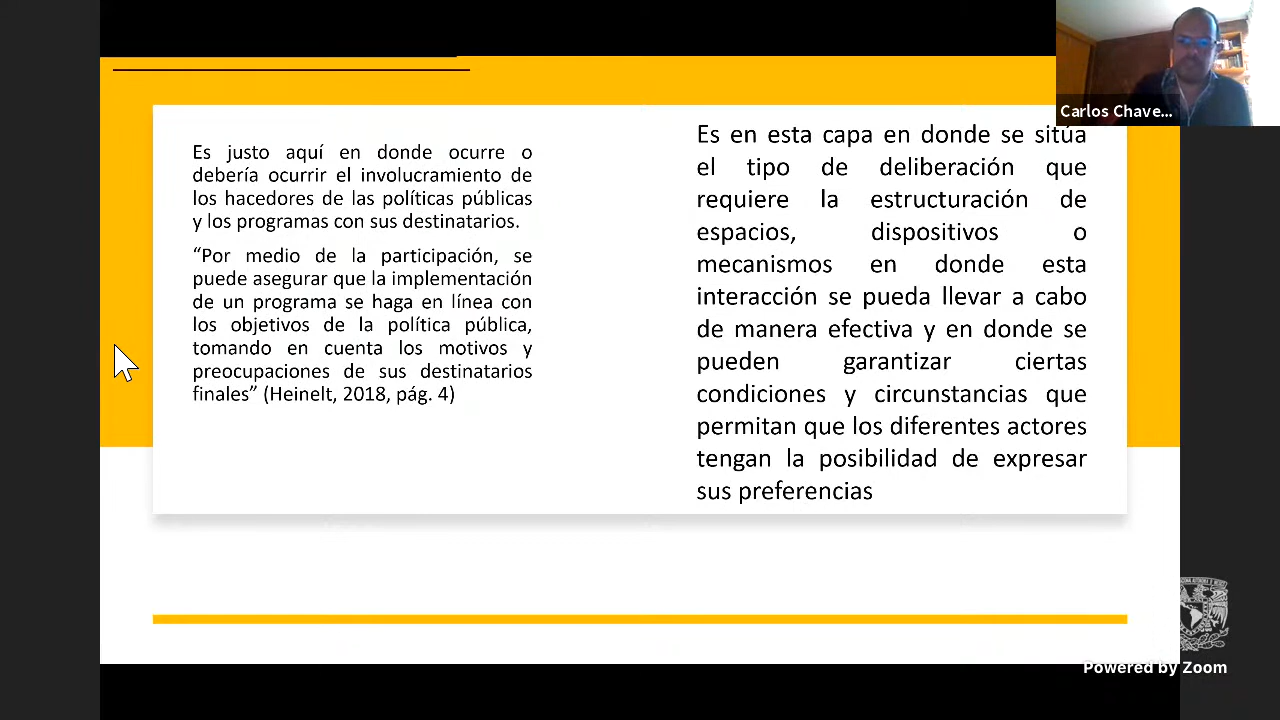 Es justo aquí en donde ocurre o
debería ocurrir el involucramiento de
los hacedores de las políticas públicas
y los programas con sus destinatarios.
“Por medio de la participación, se
puede asegurar que la implementación
de un programa se haga en línea con
los objetivos de la política pública,
tomando en cuenta los motivos y
preocupaciones de sus destinatarios
finales” (Heinelt, 2018, pág. 4)
Es en esta capa en donde se sitúa
el tipo de deliberación que
requiere la estructuración de
espacios, dispositivos o
mecanismos en donde esta
interacción se pueda llevar a cabo
de manera efectiva y en donde se
pueden garantizar ciertas
condiciones y circunstancias que
permitan que los diferentes actores
tengan la posibilidad de expresar
sus preferencias
Carlos Chave...
Powered by Zoom